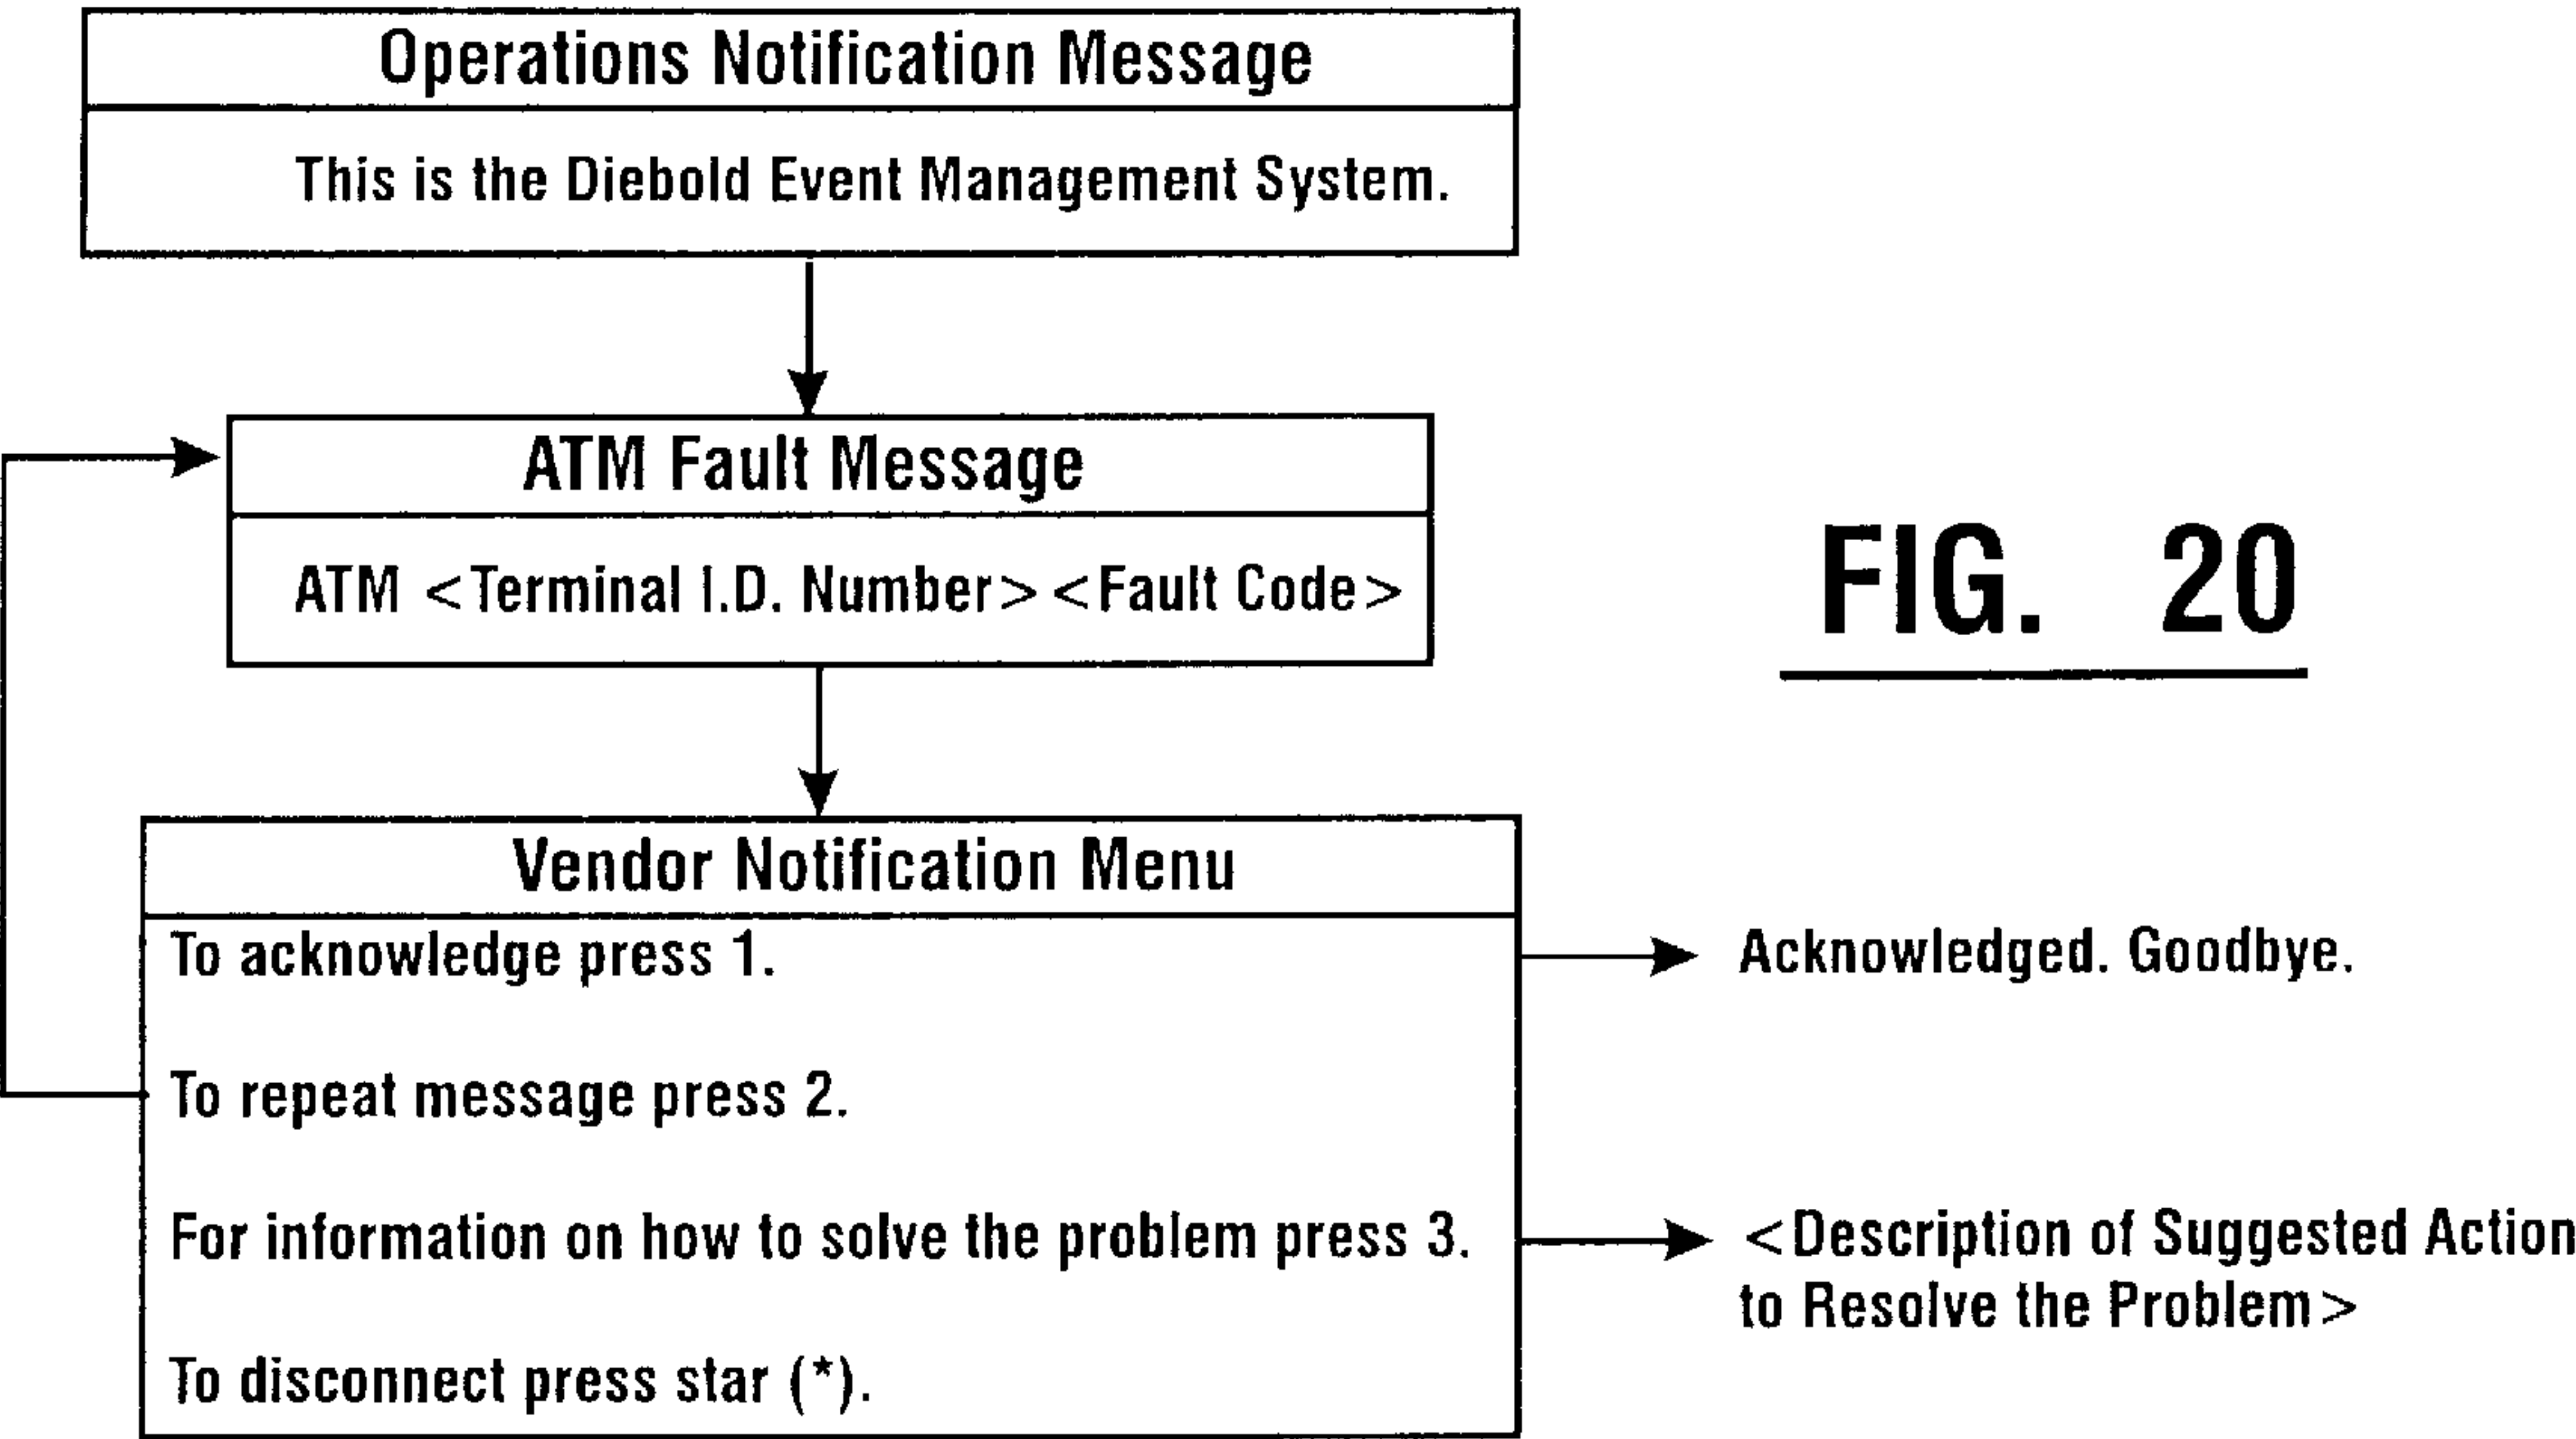 Operations Notification Message
This is the Diebold Event Management System.
ATM Fault Message
ATM <Terminal I.D. Number> <Fault Code>
FIG. 20
Vendor Notification Menu
To acknowledge press 1.
Acknowledged. Goodbye.
To repeat message press 2.
For information on how to solve the problem press 3.
<Description of Suggested Action
to Resolve the Problem>
To disconnect press star (*).